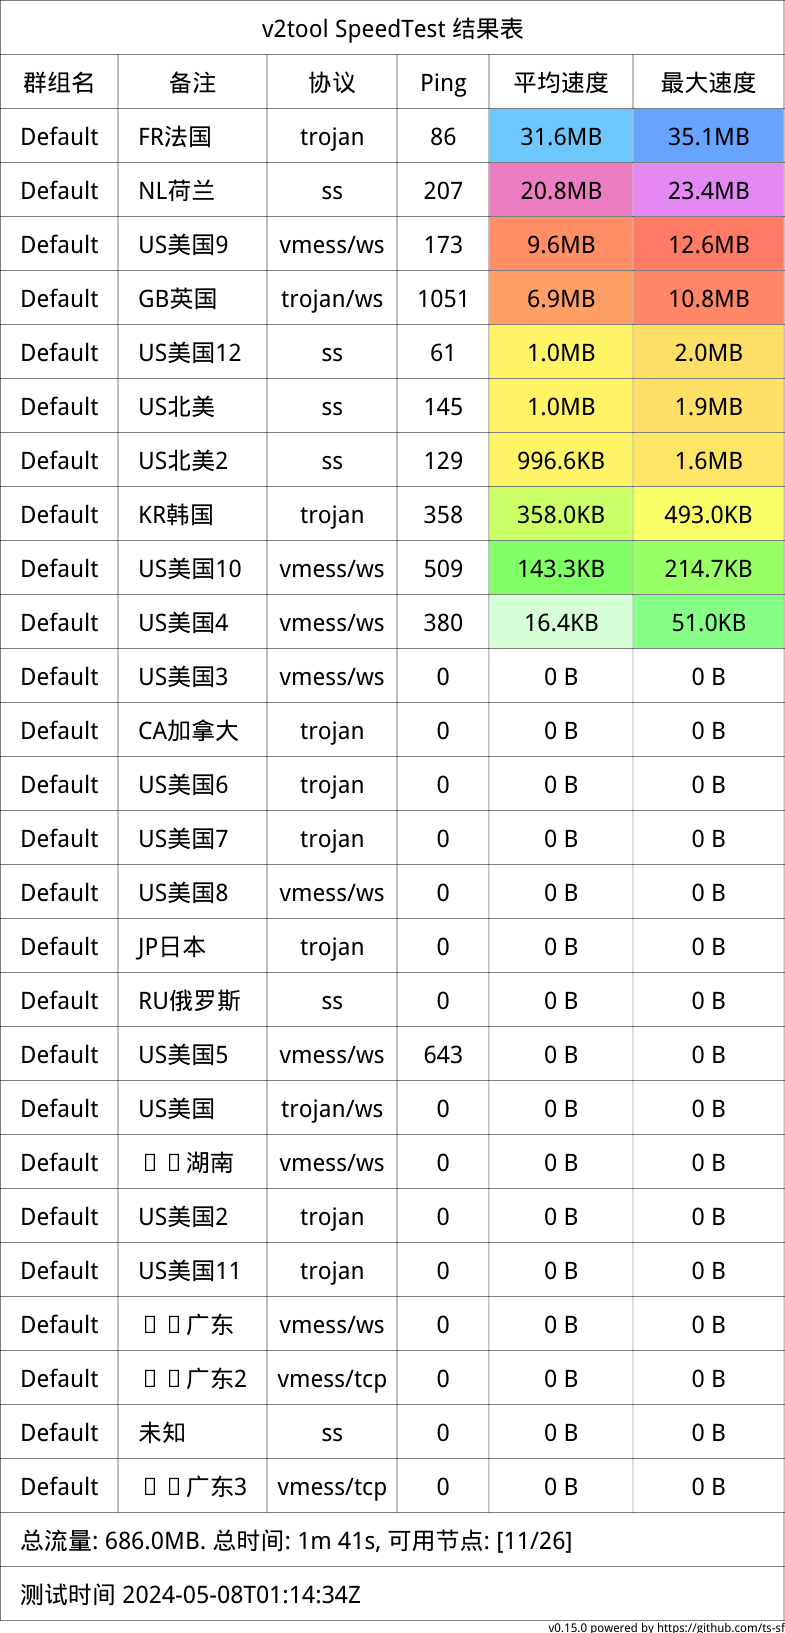 v2tool SpeedTest 结果表
群组名 备注 协议 Ping 平均速度 最大速度
Default FR法国 trojan 86 31.6MB 35.1MB
Default NL荷兰 ss 207 20.8MB 23.4MB
Default US美国9 vmess/ws 173 9.6MB 12.6MB
Default GB英国 trojan/ws 1051 6.9MB 10.8MB
Default US美国12 ss 61 1.0MB 2.0MB
Default US北美 ss 145 1.0MB 1.9MB
Default US北美2 ss 129 996.6KB 1.6MB
Default KR韩国 trojan 358 358.0KB 493.0KB
Default US美国10 vmess/ws 509 143.3KB 214.7KB
Default US美国4 vmess/ws 380 16.4KB 51.0KB
Default US美国3 vmess/ws 0 0 B 0 B
Default CA加拿大 trojan 0 0 B 0 B
Default US美国6 trojan 0 0 B 0 B
Default US美国7 trojan 0 0 B 0 B
Default US美国8 vmess/ws 0 0 B 0 B
Default JP日本 trojan 0 0 B 0 B
Default RU俄罗斯 ss 0 0 B 0 B
Default US美国5 vmess/ws 643 0 B 0 B
Default US美国 trojan/ws 0 0 B 0 B
Default 湖南 vmess/ws 0 0 B 0 B
Default US美国2 trojan 0 0 B 0 B
Default US美国11 trojan 0 0 B 0 B
Default 广东 vmess/ws 0 0 B 0 B
Default 广东2 vmess/tcp 0 0 B 0 B
Default 未知 ss 0 0 B 0 B
Default 广东3 vmess/tcp 0 0 B 0 B
总流量: 686.0MB. 总时间: 1m 41s, 可用节点: [11/26]
测试时间 2024-05-08T01:14:34Z
v0.15.0 powered by https://github.com/ts-sf